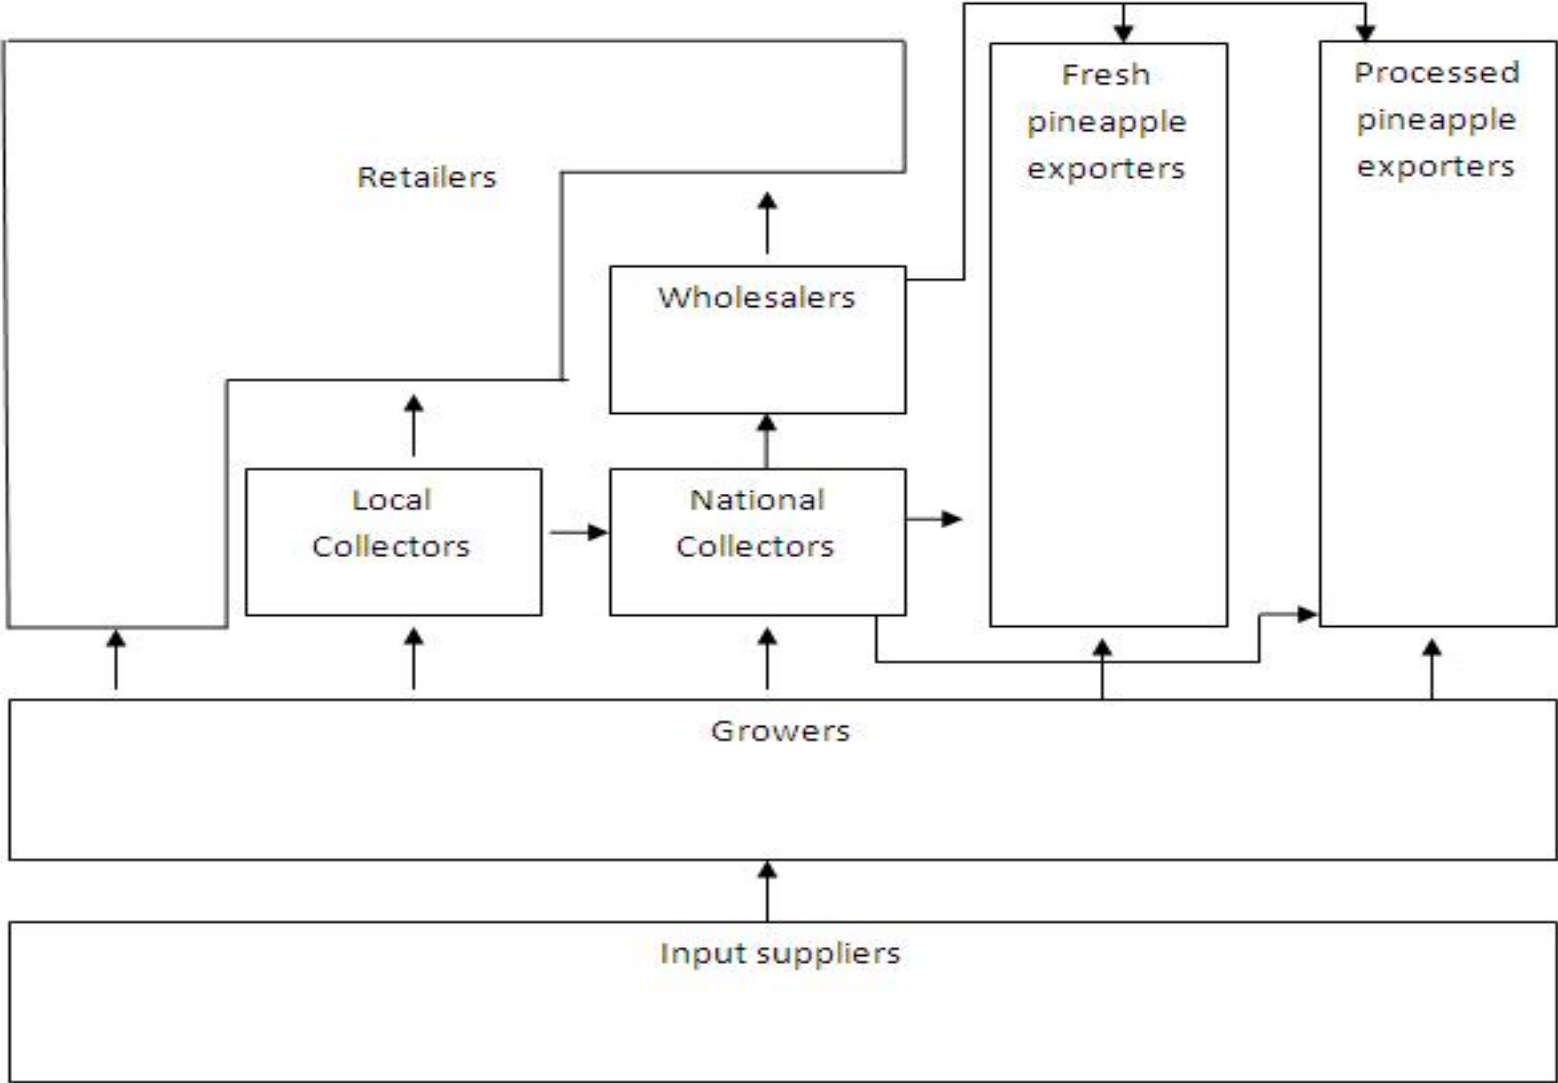 Fresh
pineapple
exporters
Processed
pineapple
exporters
Retailers
Wholesalers
Local
Collectors
National
Collectors
Growers
Input suppliers